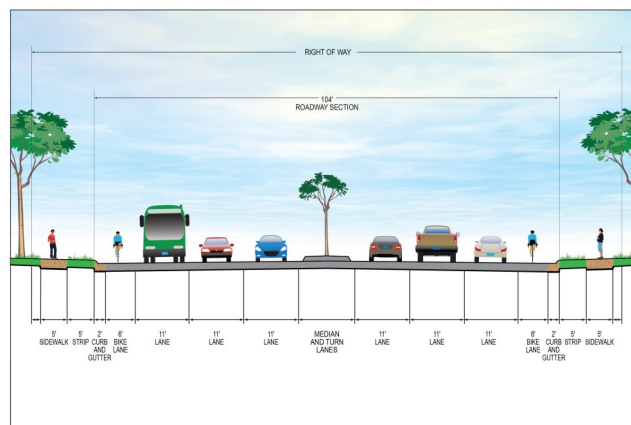 RIGHT OF WAY
104'
ROADWAY SECTION
5'
SIDEWALK
5'
STRIP
2'
CURB
AND
GUTTER
6'
BIKE
LANE
11'
LANE
11'
LANE
11'
LANE
MEDIAN
AND TURN
LANES
11'
LANE
11'
LANE
11'
LANE
6'
BIKE
LANE
2'
CURB
AND
GUTTER
5'
STRIP
5'
SIDEWALK